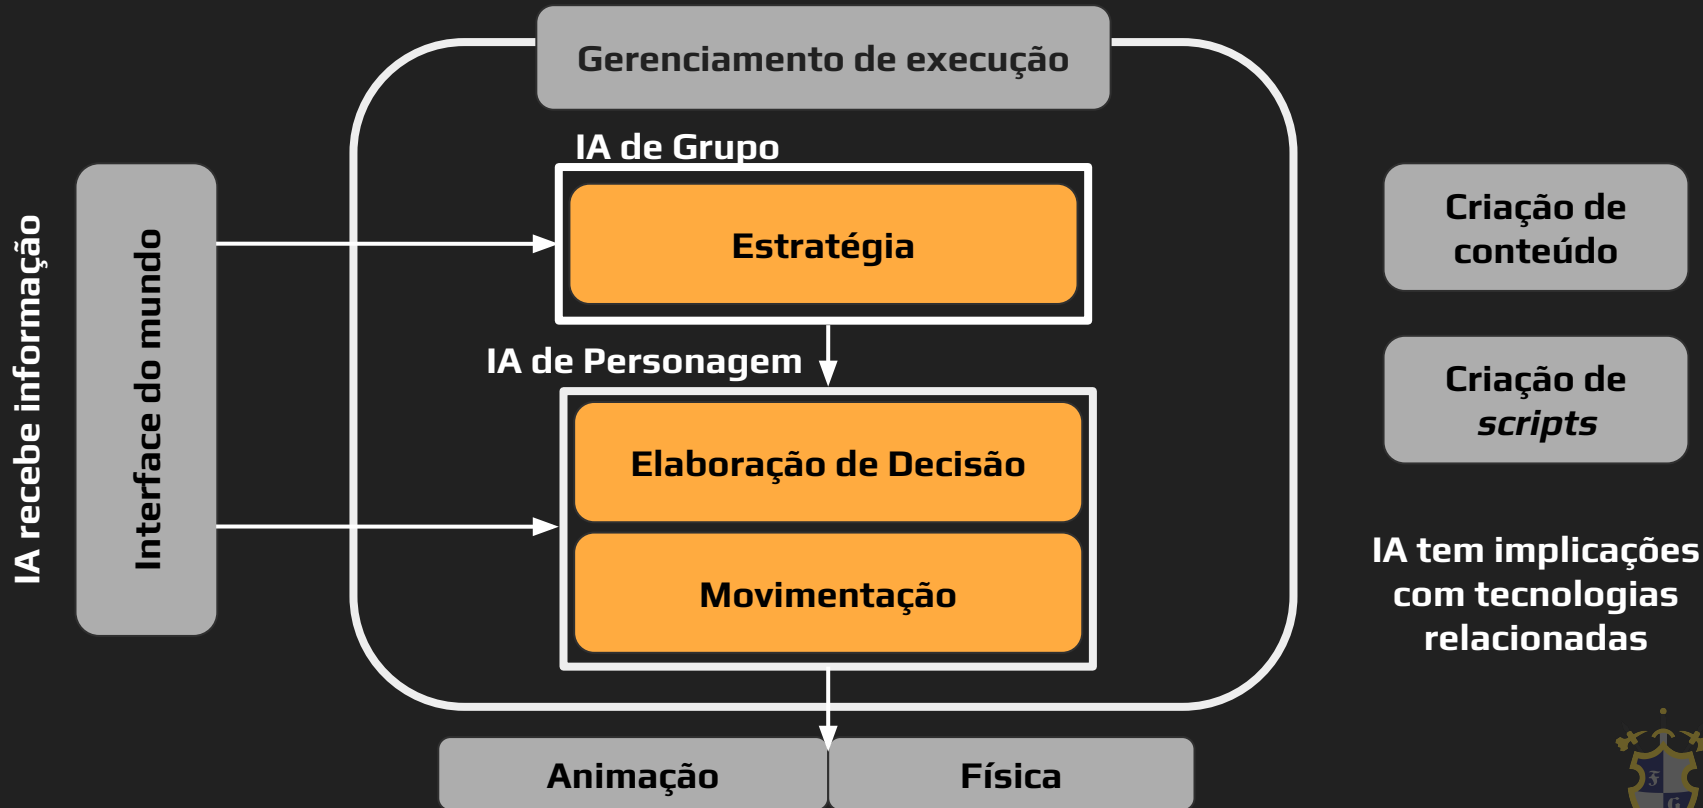 Gerenciamento de execução
IA de Grupo
Estratégia
IA de Personagem
Elaboração de Decisão
Movimentação
Animação
Física
IA recebe informação
Interface do mundo
Criação de
conteúdo
Criação de
scripts
IA tem implicações
com tecnologias
relacionadas